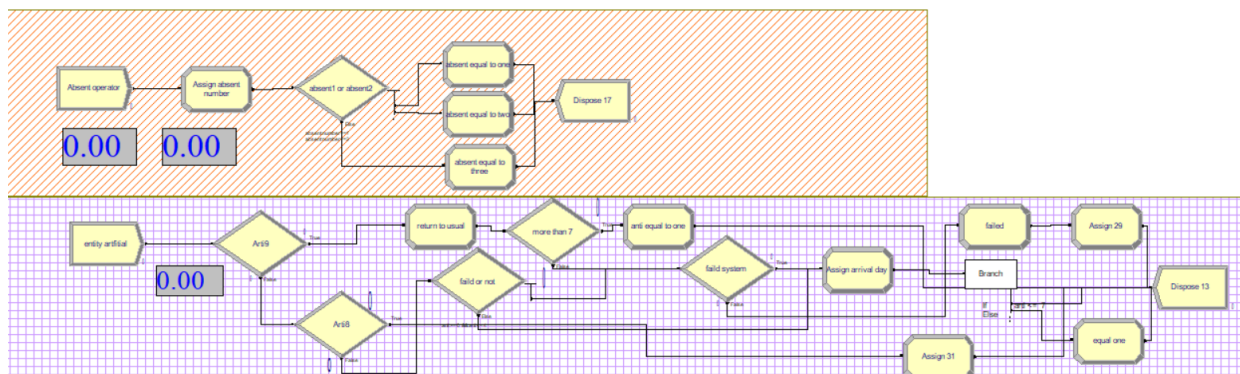 Absent operator
Assign absent
number
absent1 or absent2
Else
absent equal to one
absent equal to two
absent equal to
three
Dispose 17
0.00
0.00
entity artifitial
0.00
Arti9
True
False
Arti8
True
False
return to usual
more than 7
True
False
anti equal to one
faild or not
Else
faild system
True
False
Assign arrival day
failed
Assign 29
Branch
If
Else
equal one
Assign 31
Dispose 13